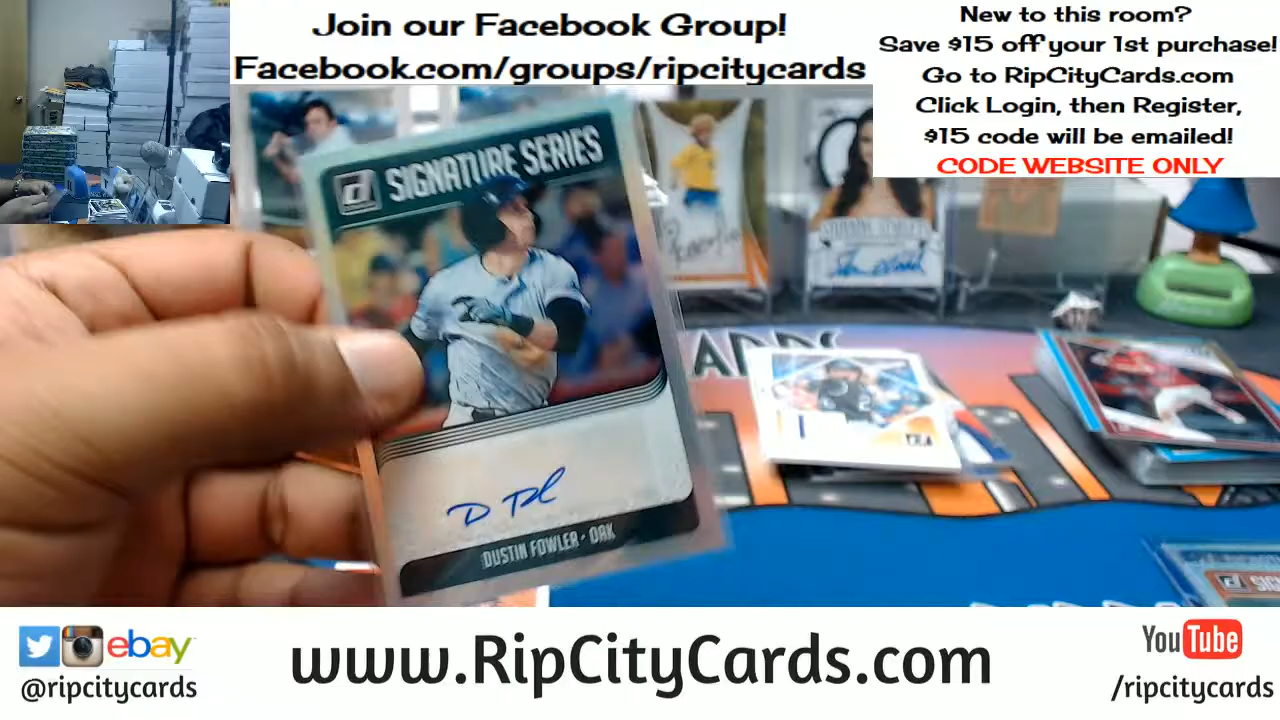 Join our Facebook Group!
Facebook.com/groups/ripcitycards
New to this room?
Save $15 off your 1st purchase!
Go to RipCityCards.com
Click Login, then Register,
$15 code will be emailed!
CODE WEBSITE ONLY
SIGNATURE SERIES
DUSTIN FOWLER · OAK
ARDS
ebay
@ripcitycards
www.RipCityCards.com
YouTube
/ripcitycards